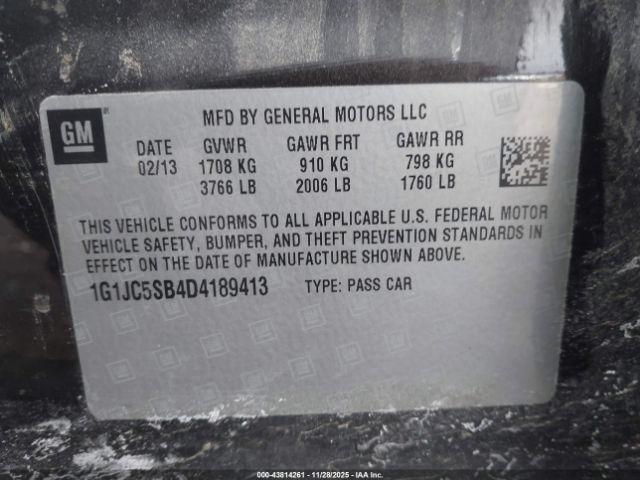 GM
MFD BY GENERAL MOTORS LLC
DATE GVWR GAWR FRT GAWR RR
02/13 1708 KG 910 KG 798 KG
3766 LB 2006 LB 1760 LB
THIS VEHICLE CONFORMS TO ALL APPLICABLE U.S. FEDERAL MOTOR
VEHICLE SAFETY, BUMPER, AND THEFT PREVENTION STANDARDS IN
EFFECT ON THE DATE OF MANUFACTURE SHOWN ABOVE.
1G1JC5SB4D4189413 TYPE: PASS CAR
000-43814261 | 11/28/2025 - IAAI.COM